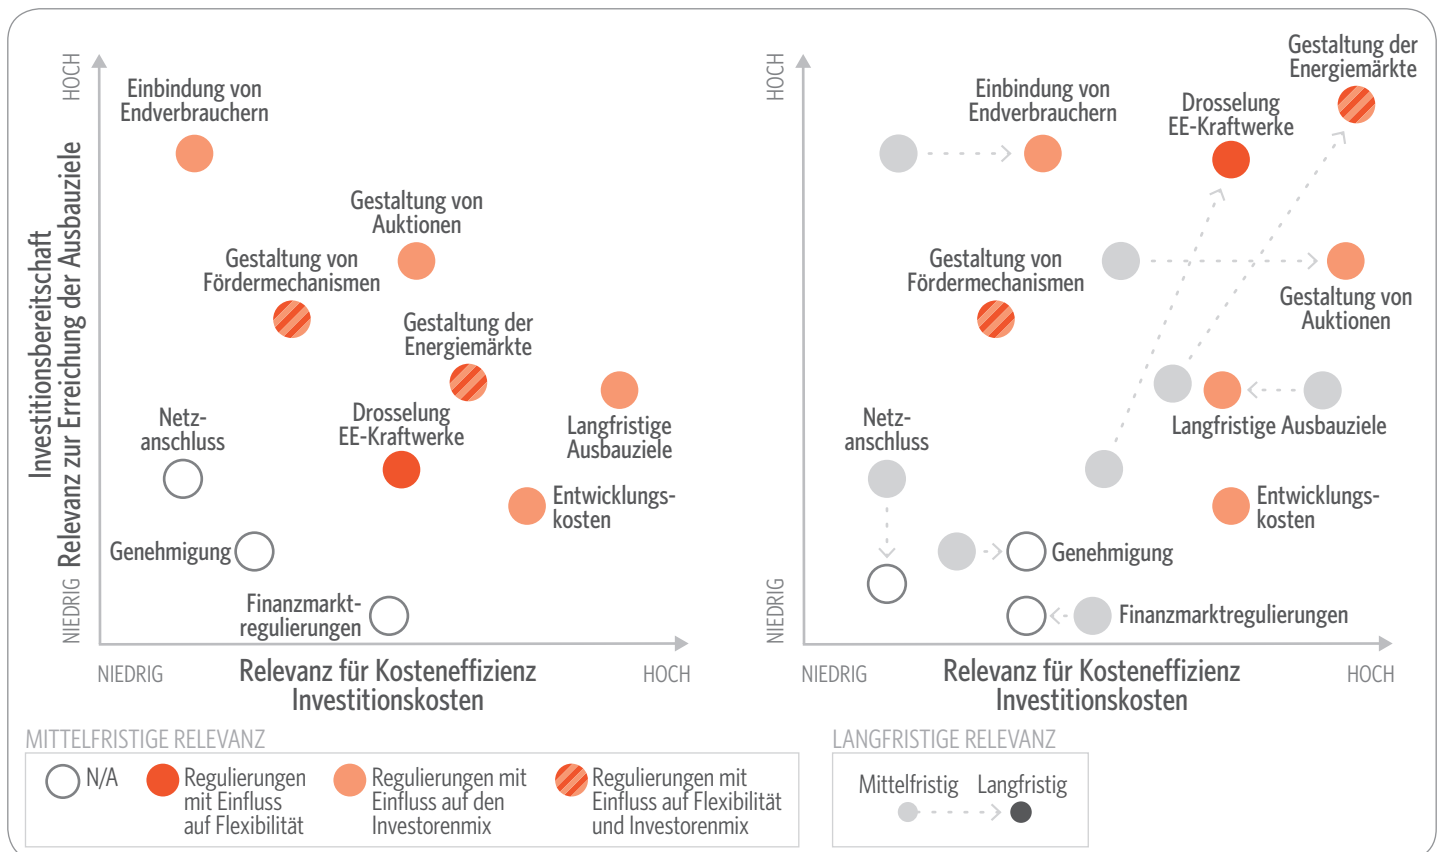 Investitionsbereitschaft
Relevanz zur Erreichung der Ausbauziele
HOCH
NIEDRIG
Einbindung von
Endverbrauchern
Gestaltung von
Auktionen
Gestaltung von
Fördermechanismen
Gestaltung der
Energiemärkte
Netz-
anschluss
Drosselung
EE-Kraftwerke
Langfristige
Ausbauziele
Entwicklungs-
kosten
Genehmigung
Finanzmarkt-
regulierungen
NIEDRIG
Relevanz für Kosteneffizienz
Investitionskosten
HOCH
HOCH
NIEDRIG
Gestaltung der
Energiemärkte
Einbindung von
Endverbrauchern
Drosselung
EE-Kraftwerke
Gestaltung von
Fördermechanismen
Gestaltung von
Auktionen
Netz-
anschluss
Langfristige Ausbauziele
Entwicklungs-
kosten
Genehmigung
Finanzmarktregulierungen
NIEDRIG
Relevanz für Kosteneffizienz
Investitionskosten
HOCH
MITTELFRISTIGE RELEVANZ
N/A
Regulierungen
mit Einfluss
auf Flexibilität
Regulierungen mit
Einfluss auf den
Investorenmix
Regulierungen mit
Einfluss auf Flexibilität
und Investorenmix
LANGFRISTIGE RELEVANZ
Mittelfristig
Langfristig